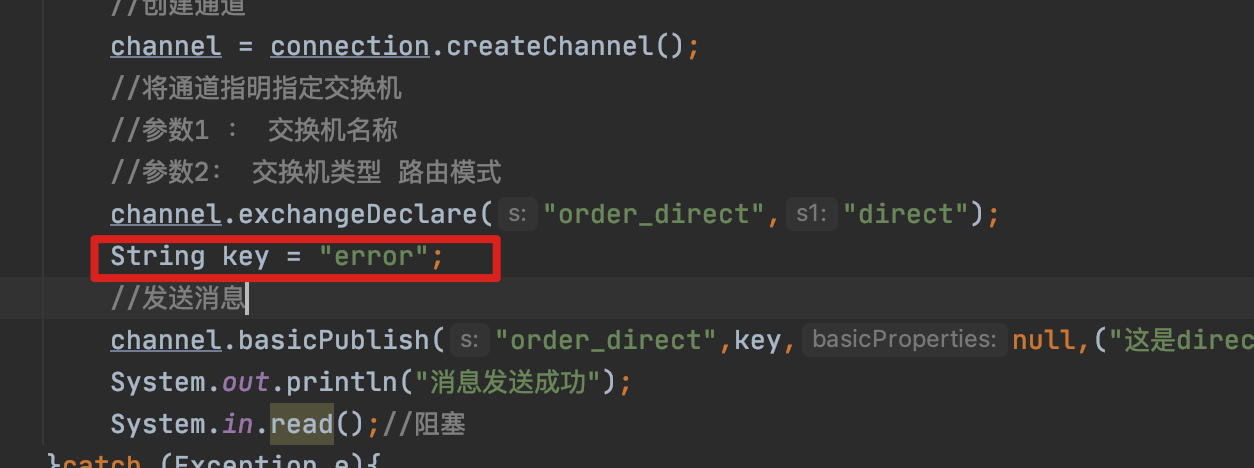 //创建通道
channel = connection.createChannel();
//将通道指明指定交换机
//参数1 ： 交换机名称
//参数2： 交换机类型 路由模式
channel.exchangeDeclare( s: "order_direct", s1: "direct");
String key = "error";
//发送消息
channel.basicPublish( s: "order_direct",key, basicProperties: null,("这是direc
System.out.println("消息发送成功");
System.in.read();//阻塞
}catch (Exception e){